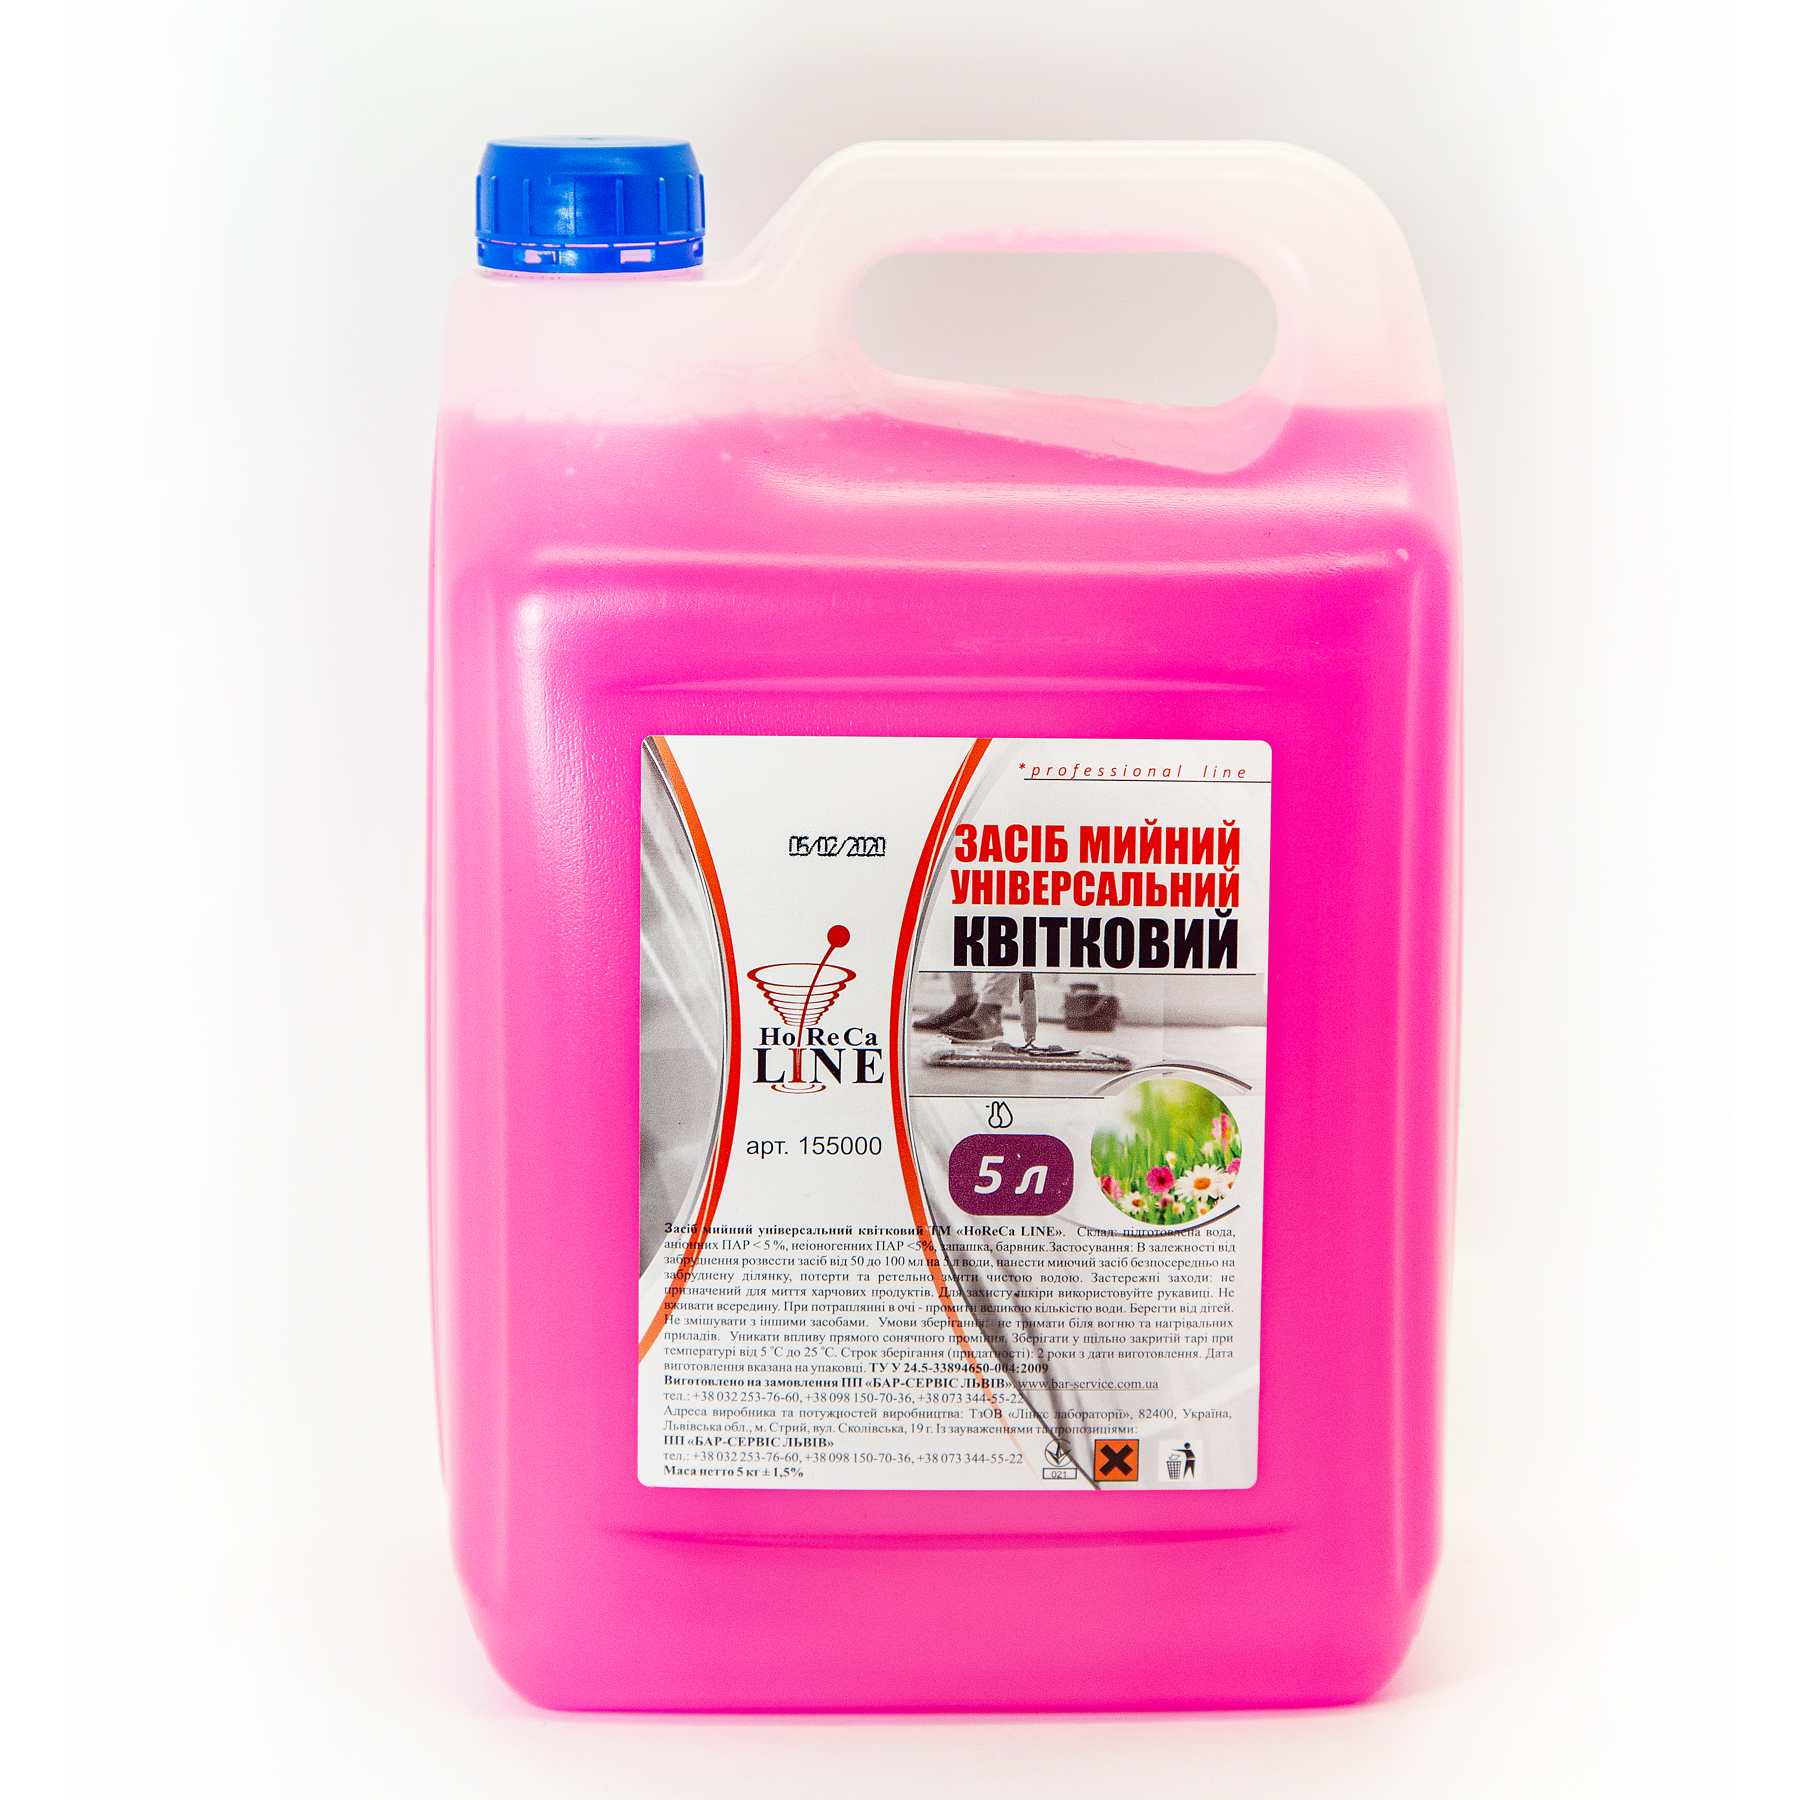 *professional line
05/02/2020
ЗАСІБ МИЙНИЙ
УНІВЕРСАЛЬНИЙ
КВІТКОВИЙ
HoReCa
LINE
арт. 155000
5 л
Засіб мийний універсальний квітковий ТМ «HoReCa LINE». Склад: підготовлена вода,
аніонних ПАР < 5 %, неіоногенних ПАР <5%, запашка, барвник.Застосування: В залежності від
забруднення розвести засіб від 50 до 100 мл на 5 л води, нанести миючий засіб безпосередньо на
забруднену ділянку, потерти та ретельно змити чистою водою. Застережні заходи: не
призначений для миття харчових продуктів. Для захисту шкіри використовуйте рукавиці. Не
вживати всередину. При потраплянні в очі - промити великою кількістю води. Берегти від дітей.
Не змішувати з іншими засобами. Умови зберігання: не тримати біля вогню та нагрівальних
приладів. Уникати впливу прямого сонячного проміння. Зберігати у щільно закритій тарі при
температурі від 5 °С до 25 °С. Строк зберігання (придатності): 2 роки з дати виготовлення. Дата
виготовлення вказана на упаковці. ТУ У 24.5-33894650-004:2009
Виготовлено на замовлення ПП «БАР-СЕРВІС ЛЬВІВ». www.bar-service.com.ua
тел.: +38 032 253-76-60, +38 098 150-70-36, +38 073 344-55-22
Адреса виробника та потужностей виробництва: ТзОВ «Лінкс лабораторії», 82400, Україна,
Львівська обл., м. Стрий, вул. Сколівська, 19 г. Із зауваженнями та пропозиціями:
ПП «БАР-СЕРВІС ЛЬВІВ»
тел.: +38 032 253-76-60, +38 098 150-70-36, +38 073 344-55-22
Маса нетто 5 кг ± 1,5%
021